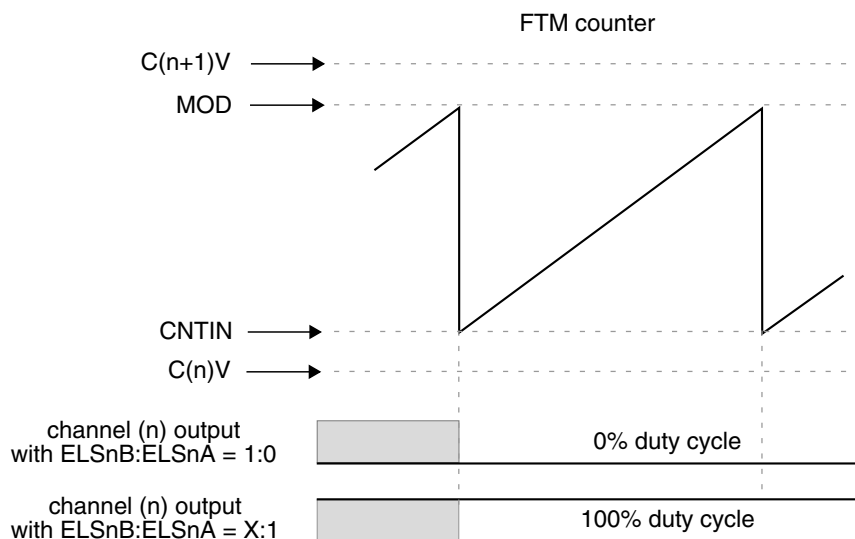 FTM counter
C(n+1)V
MOD
CNTIN
C(n)V
channel (n) output
with ELSnB:ELSnA = 1:0
0% duty cycle
channel (n) output
with ELSnB:ELSnA = X:1
100% duty cycle